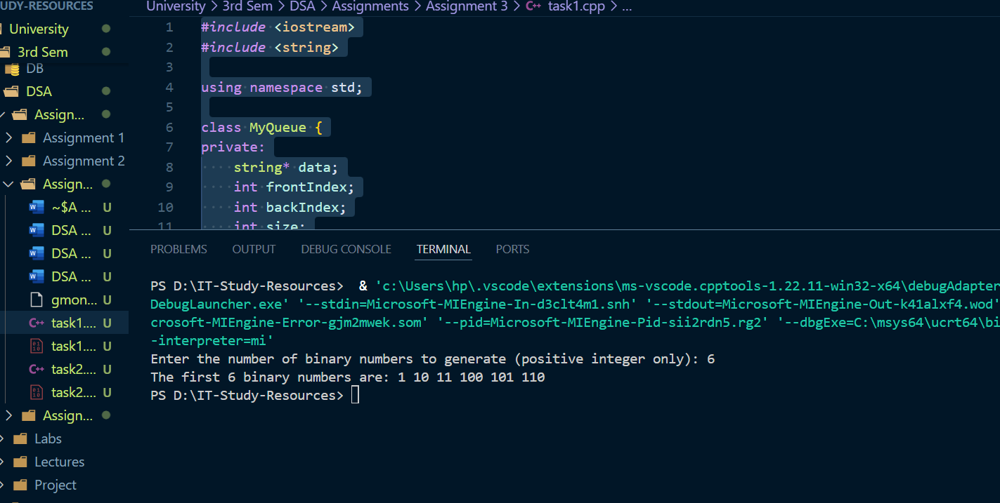 UDY-RESOURCES
University
3rd Sem
DB
DSA
Assign...
Assignment 1
Assignment 2
Assign...
~$A ... U
DSA ... U
DSA ... U
DSA ... U
gmon... U
task1.... U
task1.... U
task2.... U
task2.... U
Assign...
Labs
Lectures
Project
University > 3rd Sem > DSA > Assignments > Assignment 3 > C++ task1.cpp > ...
1 #include <iostream>
2 #include <string>
3
4 using namespace std;
5
6 class MyQueue {
7 private:
8 string* data;
9 int frontIndex;
10 int backIndex;
11 int size;
PROBLEMS OUTPUT DEBUG CONSOLE TERMINAL PORTS
PS D:\IT-Study-Resources>  & 'c:\Users\hp\.vscode\extensions\ms-vscode.cpptools-1.22.11-win32-x64\debugAdapter
DebugLauncher.exe' '--stdin=Microsoft-MIEngine-In-d3clt4m1.snh' '--stdout=Microsoft-MIEngine-Out-k41alxf4.wod'
crosoft-MIEngine-Error-gjm2mwek.som' '--pid=Microsoft-MIEngine-Pid-sii2rdn5.rg2' '--dbgExe=C:\msys64\ucrt64\bi
-interpreter=mi'
Enter the number of binary numbers to generate (positive integer only): 6
The first 6 binary numbers are: 1 10 11 100 101 110
PS D:\IT-Study-Resources>